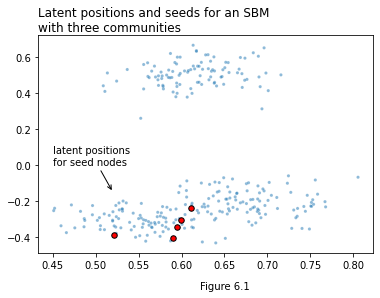 Latent positions and seeds for an SBM
with three communities
0.6
0.4
0.2
0.0
−0.2
−0.4
latent positions
for seed nodes
0.45 0.50 0.55 0.60 0.65 0.70 0.75 0.80
Figure 6.1